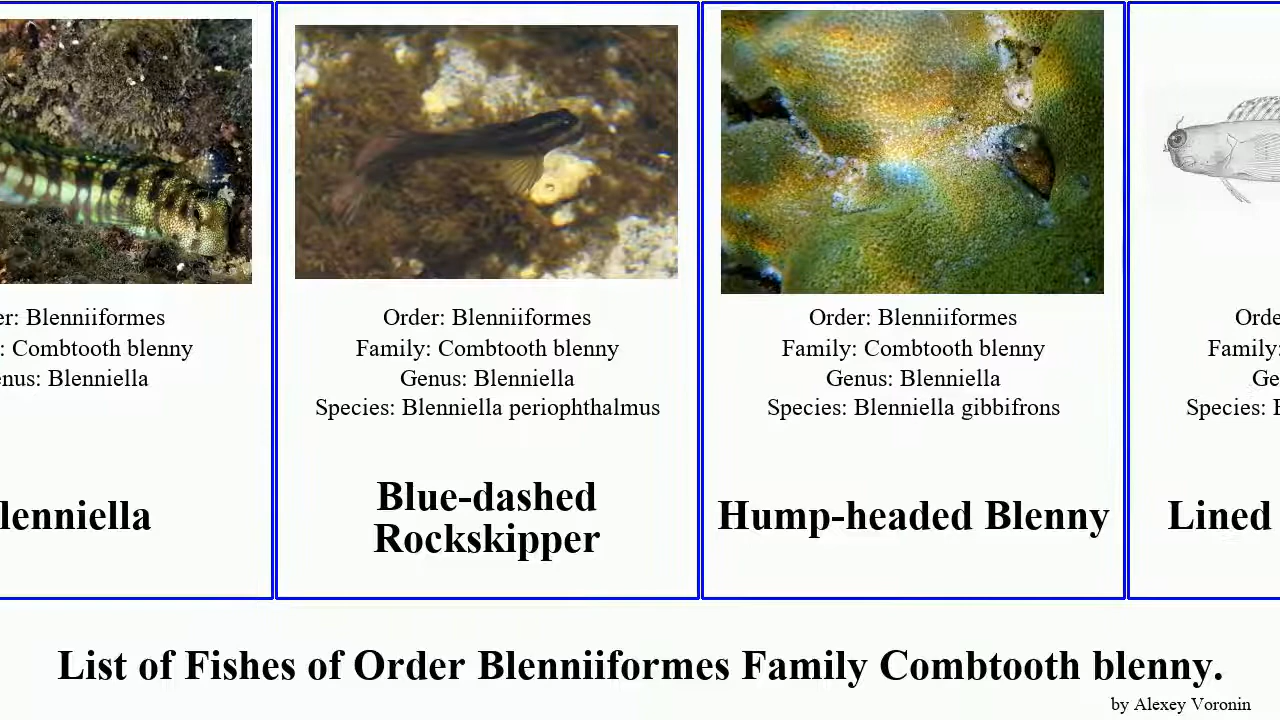 er: Blenniiformes
: Combtooth blenny
enus: Blenniella
lenniella
Order: Blenniiformes
Family: Combtooth blenny
Genus: Blenniella
Species: Blenniella periophthalmus
Blue-dashed
Rockskipper
Order: Blenniiformes
Family: Combtooth blenny
Genus: Blenniella
Species: Blenniella gibbifrons
Hump-headed Blenny
Orde
Family:
Ge
Species:
Lined
List of Fishes of Order Blenniiformes Family Combtooth blenny.
by Alexey Voronin